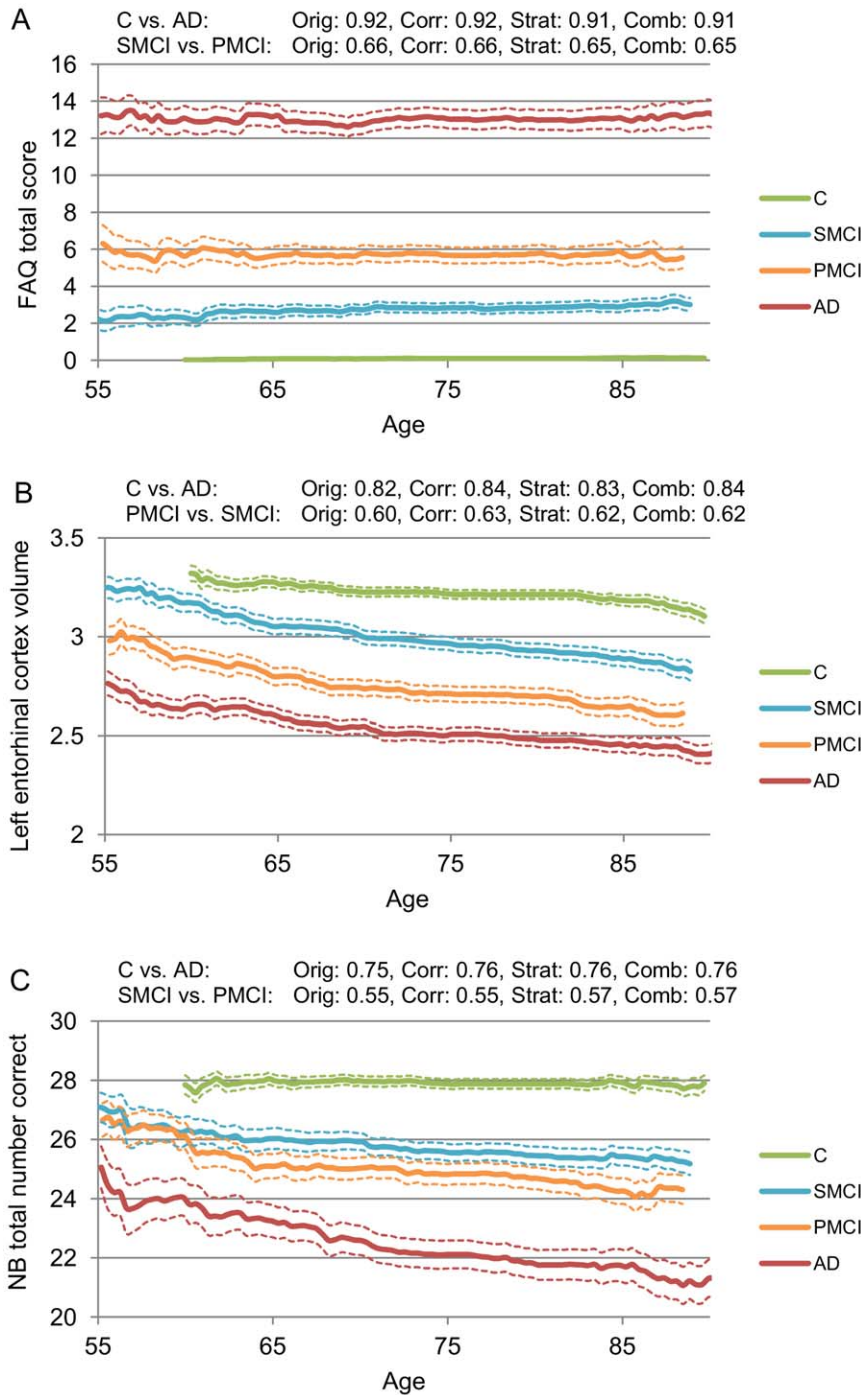 A
C vs. AD: Orig: 0.92, Corr: 0.92, Strat: 0.91, Comb: 0.91
SMCI vs. PMCI: Orig: 0.66, Corr: 0.66, Strat: 0.65, Comb: 0.65
FAQ total score
16
14
12
10
8
6
4
2
0
55
65
75
85
Age
C
SMCI
PMCI
AD
B
C vs. AD: Orig: 0.82, Corr: 0.84, Strat: 0.83, Comb: 0.84
PMCI vs. SMCI: Orig: 0.60, Corr: 0.63, Strat: 0.62, Comb: 0.62
Left entorhinal cortex volume
3.5
3
2.5
2
55
65
75
85
Age
C
SMCI
PMCI
AD
C
C vs. AD: Orig: 0.75, Corr: 0.76, Strat: 0.76, Comb: 0.76
SMCI vs. PMCI: Orig: 0.55, Corr: 0.55, Strat: 0.57, Comb: 0.57
NB total number correct
30
28
26
24
22
20
55
65
75
85
Age
C
SMCI
PMCI
AD